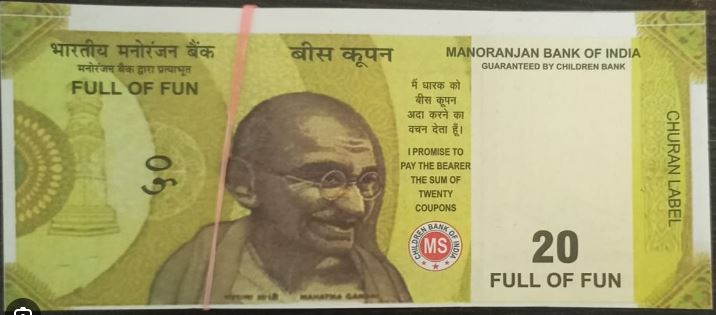 भारतीय मनोरंजन बैंक
मनोरंजन बैंक द्वारा प्रत्याभूत
FULL OF FUN
५०
बीस कूपन
MANORANJAN BANK OF INDIA
GUARANTEED BY CHILDREN BANK
मैं धारक को
बीस कूपन
अदा करने का
वचन देता हूँ।
I PROMISE TO
PAY THE BEARER
THE SUM OF
TWENTY
COUPONS
CHILDREN BANK OF INDIA
MS
MAHATMA GANDHI
20
FULL OF FUN
CHURAN LABEL